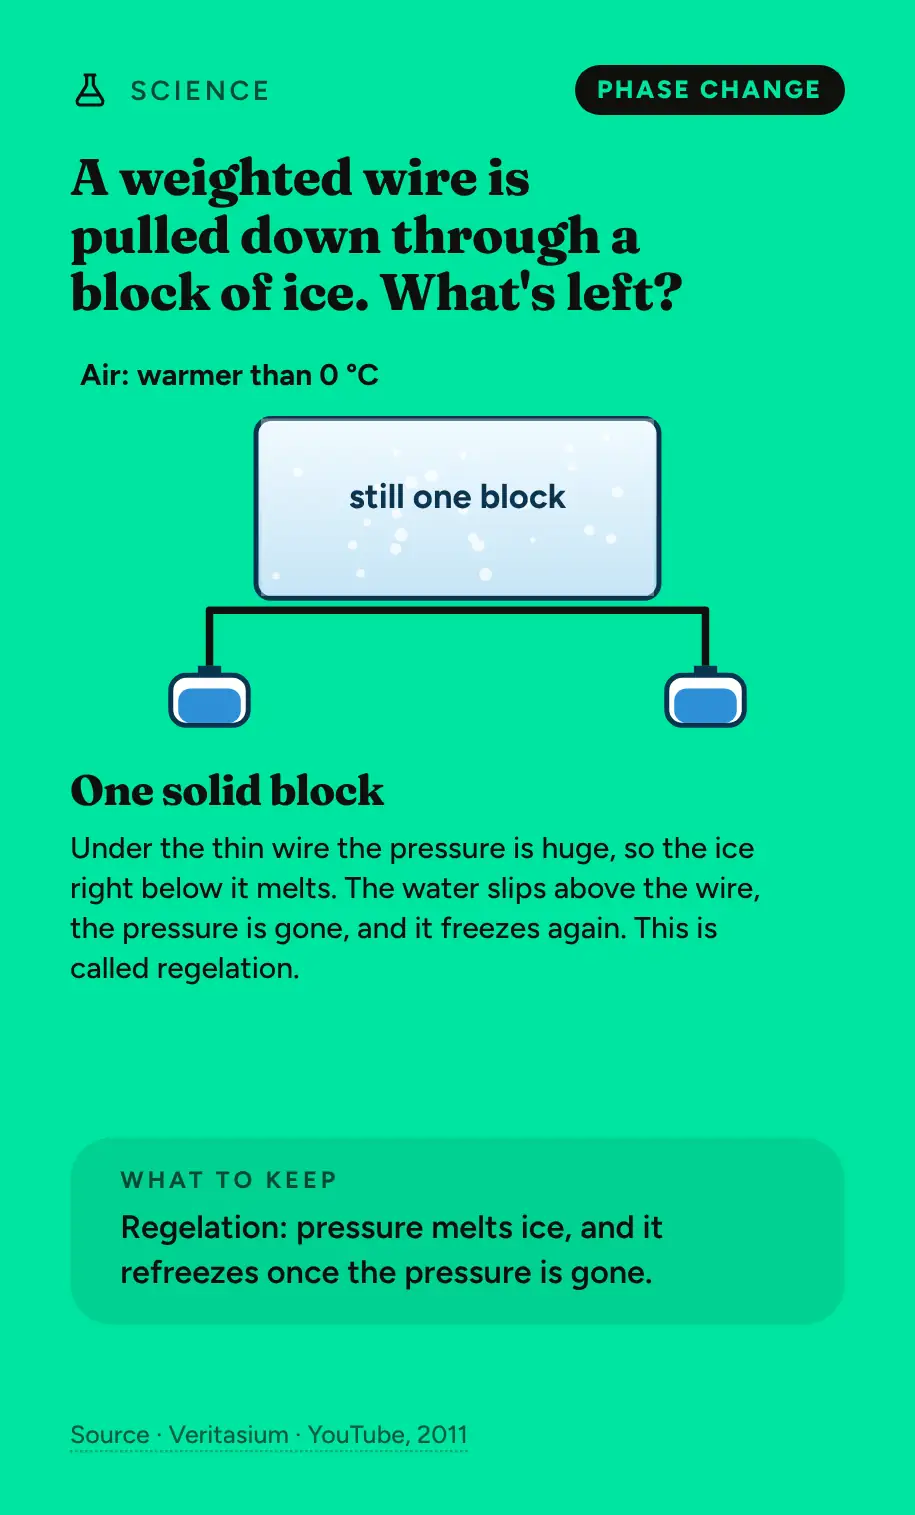 SCIENCE
PHASE CHANGE
A weighted wire is
pulled down through a
block of ice. What's left?
Air: warmer than 0 °C
still one block
One solid block
Under the thin wire the pressure is huge, so the ice
right below it melts. The water slips above the wire,
the pressure is gone, and it freezes again. This is
called regelation.
WHAT TO KEEP
Regelation: pressure melts ice, and it
refreezes once the pressure is gone.
Source · Veritasium · YouTube, 2011